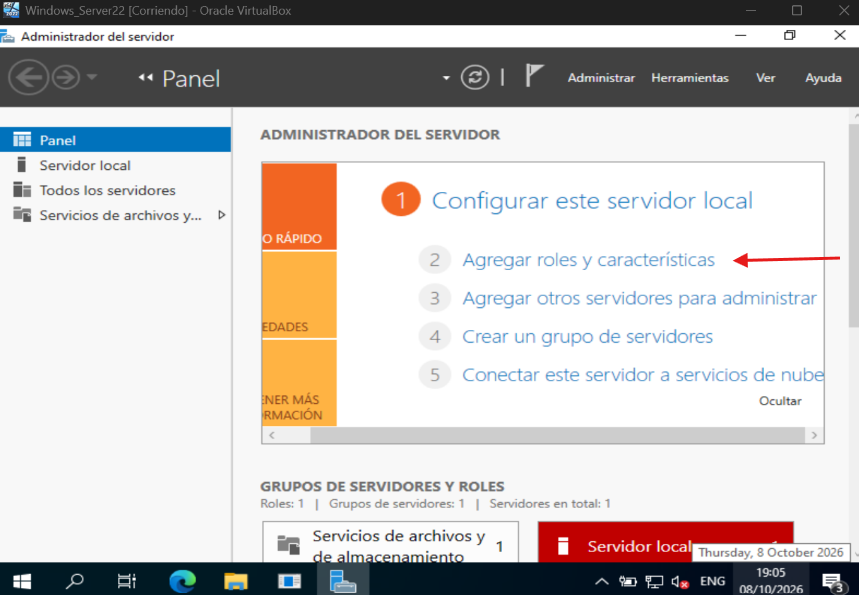 Windows_Server22 [Corriendo] - Oracle VirtualBox
Administrador del servidor
Panel
Administrar Herramientas Ver Ayuda
Panel
Servidor local
Todos los servidores
Servicios de archivos y...
ADMINISTRADOR DEL SERVIDOR
O RÁPIDO
EDADES
ENER MÁS
RMACIÓN
1 Configurar este servidor local
2 Agregar roles y características
3 Agregar otros servidores para administrar
4 Crear un grupo de servidores
5 Conectar este servidor a servicios de nube
Ocultar
GRUPOS DE SERVIDORES Y ROLES
Roles: 1 | Grupos de servidores: 1 | Servidores en total: 1
Servicios de archivos y
de almacenamiento
1
Servidor local
Thursday, 8 October 2026
ENG
19:05
08/10/2026
3